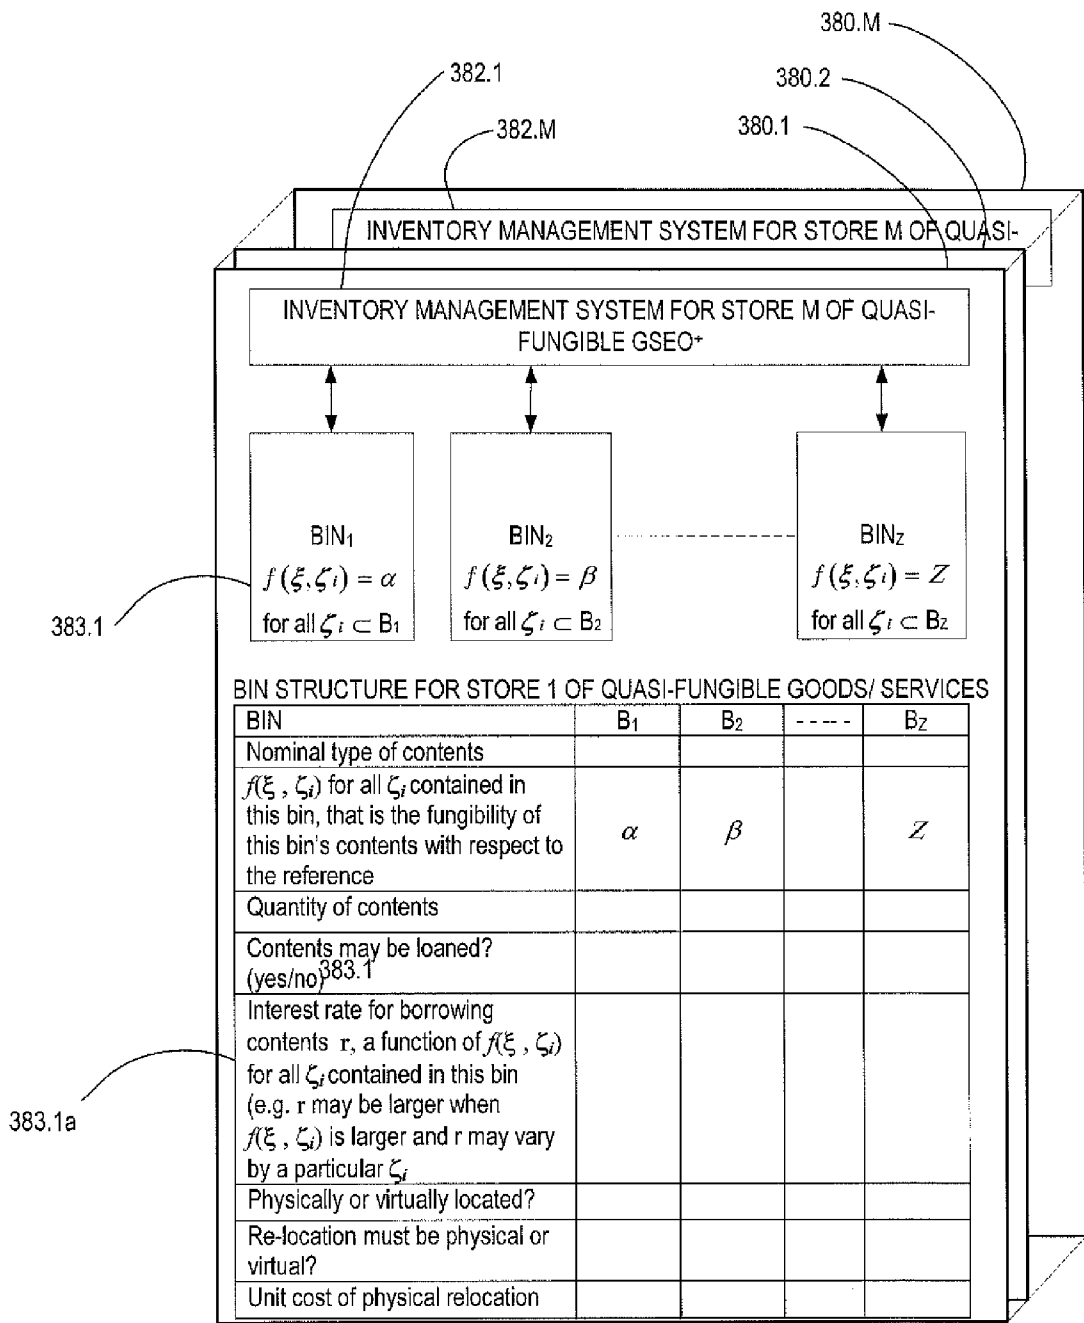 380.M
382.1
380.2
382.M
380.1
INVENTORY MANAGEMENT SYSTEM FOR STORE M OF QUASI-
INVENTORY MANAGEMENT SYSTEM FOR STORE M OF QUASI-
FUNGIBLE GSEO⁺
BIN₁
f(ξ,ζᵢ) = α
for all ζᵢ ⊂ B₁
BIN₂
f(ξ,ζᵢ) = β
for all ζᵢ ⊂ B₂
BIN_Z
f(ξ,ζᵢ) = Z
for all ζᵢ ⊂ B_Z
383.1
BIN STRUCTURE FOR STORE 1 OF QUASI-FUNGIBLE GOODS/ SERVICES
BIN B₁ B₂ ----- B_Z
Nominal type of contents
f(ξ , ζᵢ) for all ζᵢ contained in
this bin, that is the fungibility of
this bin's contents with respect to
the reference
α β Z
Quantity of contents
Contents may be loaned?
(yes/no) 383.1
Interest rate for borrowing
contents r, a function of f(ξ , ζᵢ)
for all ζᵢ contained in this bin
(e.g. r may be larger when
f(ξ , ζᵢ) is larger and r may vary
by a particular ζᵢ
383.1a
Physically or virtually located?
Re-location must be physical or
virtual?
Unit cost of physical relocation